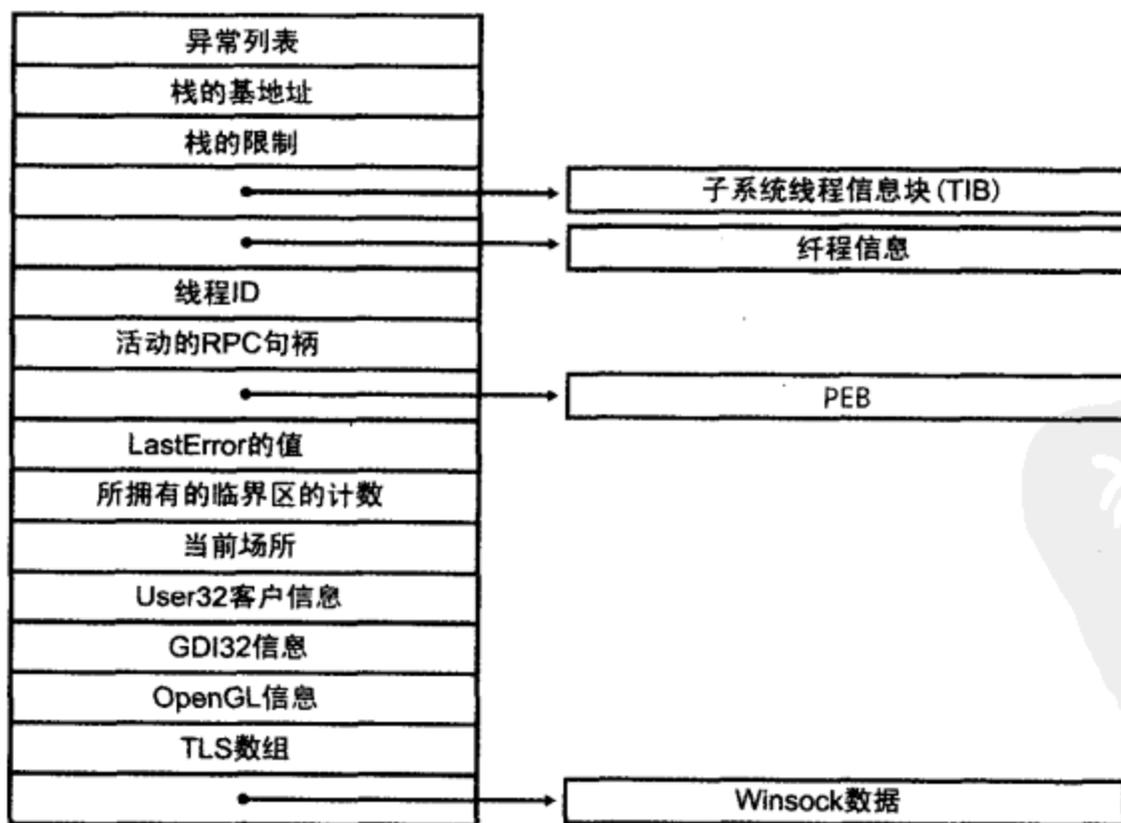 异常列表
栈的基地址
栈的限制
子系统线程信息块(TIB)
纤程信息
线程ID
活动的RPC句柄
PEB
LastError的值
所拥有的临界区的计数
当前场所
User32客户信息
GDI32信息
OpenGL信息
TLS数组
Winsock数据